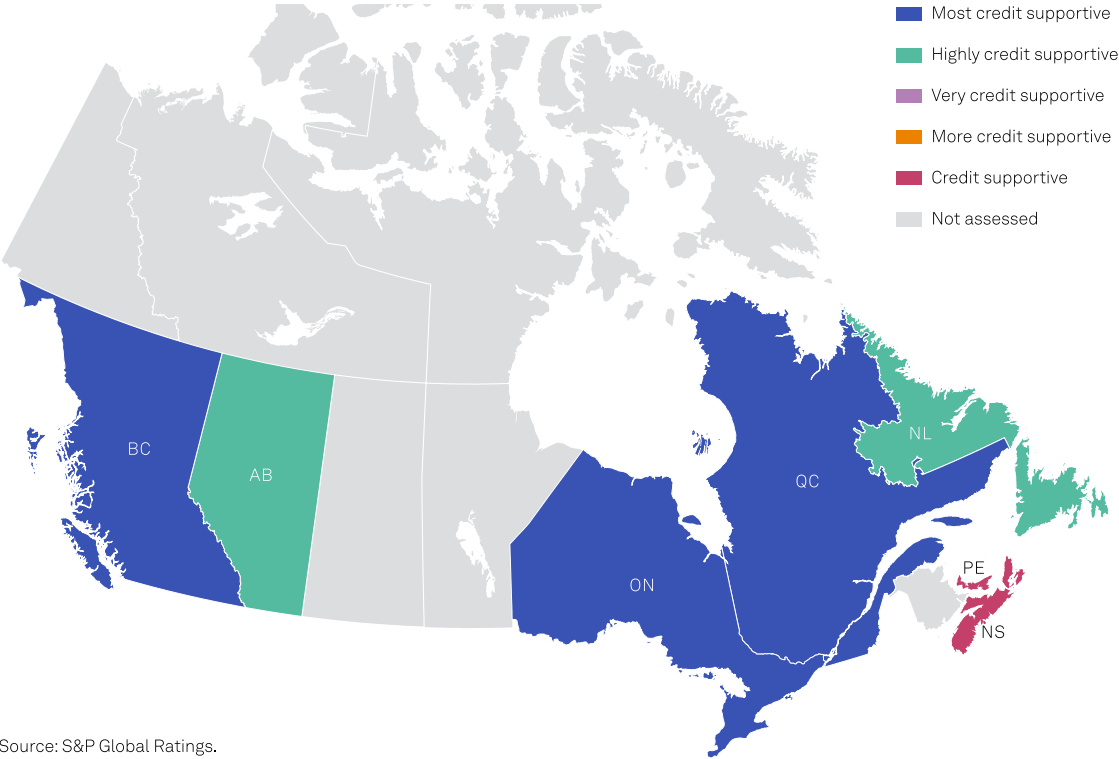 Most credit supportive
Highly credit supportive
Very credit supportive
More credit supportive
Credit supportive
Not assessed
BC
AB
NL
QC
ON
PE
NS
Source: S&P Global Ratings.